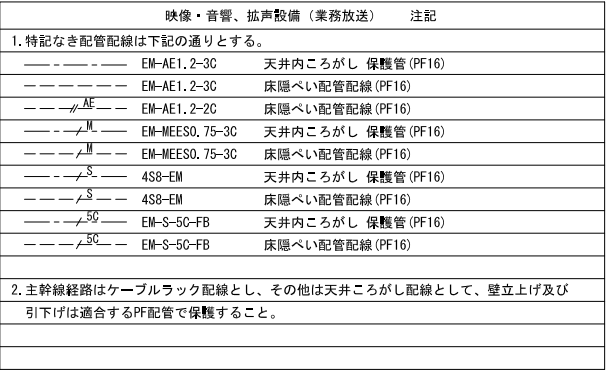 映像・音響、拡声設備（業務放送）　注記
1.特記なき配管配線は下記の通りとする。
EM-AE1.2-3C 天井内ころがし 保護管(PF16)
EM-AE1.2-3C 床隠ぺい配管配線(PF16)
AE EM-AE1.2-2C 床隠ぺい配管配線(PF16)
M EM-MEES0.75-3C 天井内ころがし 保護管(PF16)
M EM-MEES0.75-3C 床隠ぺい配管配線(PF16)
S 4S8-EM 天井内ころがし 保護管(PF16)
S 4S8-EM 床隠ぺい配管配線(PF16)
5C EM-S-5C-FB 天井内ころがし 保護管(PF16)
5C EM-S-5C-FB 床隠ぺい配管配線(PF16)
2.主幹線経路はケーブルラック配線とし、その他は天井ころがし配線として、壁立上げ及び
引下げは適合するPF配管で保護すること。